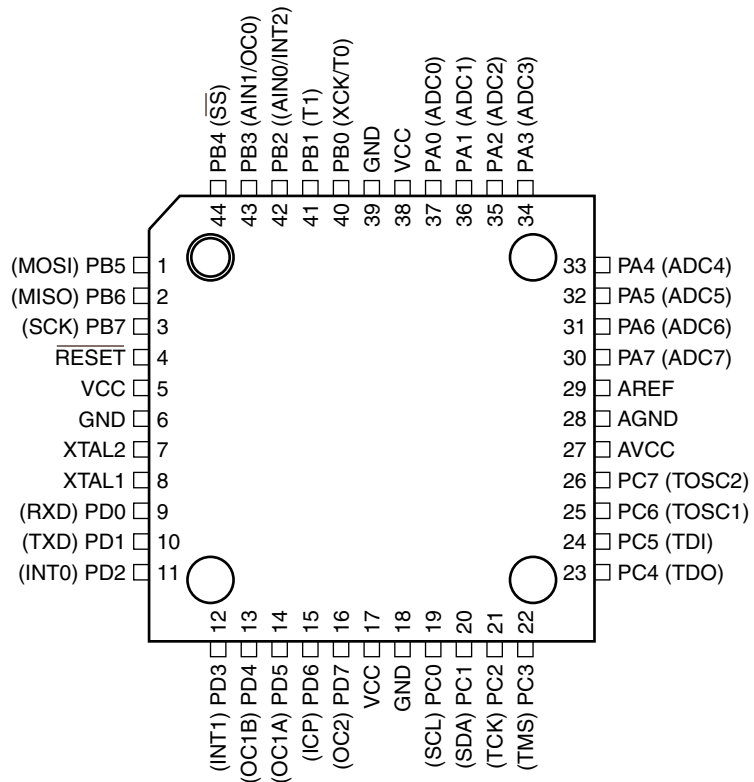 PB4 (SS)
PB3 (AIN1/OC0)
PB2 ((AIN0/INT2)
PB1 (T1)
PB0 (XCK/T0)
GND
VCC
PA0 (ADC0)
PA1 (ADC1)
PA2 (ADC2)
PA3 (ADC3)
44
43
42
41
40
39
38
37
36
35
34
(MOSI) PB5 1
(MISO) PB6 2
(SCK) PB7 3
RESET 4
VCC 5
GND 6
XTAL2 7
XTAL1 8
(RXD) PD0 9
(TXD) PD1 10
(INT0) PD2 11
33 PA4 (ADC4)
32 PA5 (ADC5)
31 PA6 (ADC6)
30 PA7 (ADC7)
29 AREF
28 AGND
27 AVCC
26 PC7 (TOSC2)
25 PC6 (TOSC1)
24 PC5 (TDI)
23 PC4 (TDO)
12
13
14
15
16
17
18
19
20
21
22
(INT1) PD3
(OC1B) PD4
(OC1A) PD5
(ICP) PD6
(OC2) PD7
VCC
GND
(SCL) PC0
(SDA) PC1
(TCK) PC2
(TMS) PC3